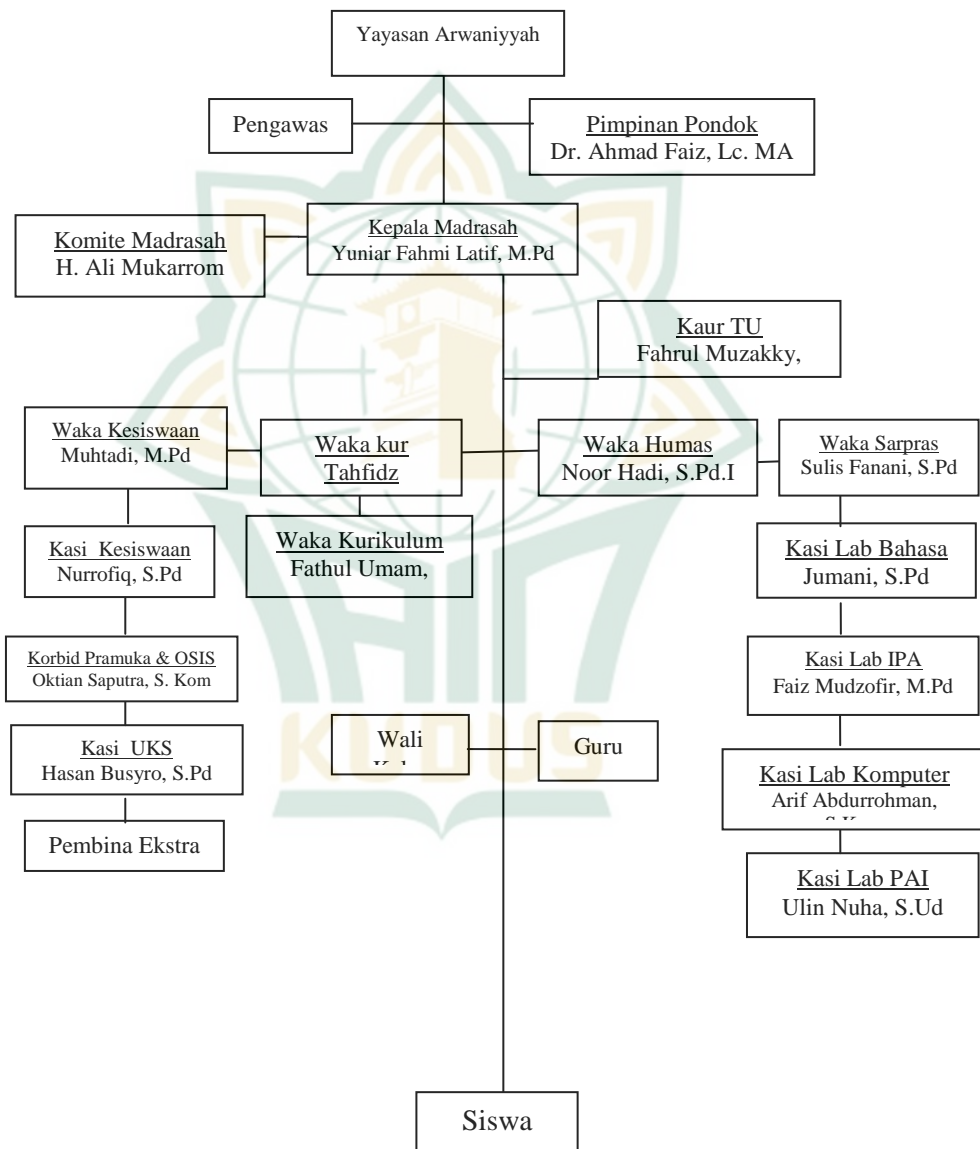 Yayasan Arwaniyyah
Pengawas
Pimpinan Pondok
Dr. Ahmad Faiz, Lc. MA
Komite Madrasah
H. Ali Mukarrom
Kepala Madrasah
Yuniar Fahmi Latif, M.Pd
Kaur TU
Fahrul Muzakky,
Waka Kesiswaan
Muhtadi, M.Pd
Waka kur
Tahfidz
Waka Humas
Noor Hadi, S.Pd.I
Waka Sarpras
Sulis Fanani, S.Pd
Waka Kurikulum
Fathul Umam,
Kasi Kesiswaan
Nurrofiq, S.Pd
Kasi Lab Bahasa
Jumani, S.Pd
Korbid Pramuka & OSIS
Oktian Saputra, S. Kom
Kasi Lab IPA
Faiz Mudzofir, M.Pd
Kasi UKS
Hasan Busyro, S.Pd
Wali
Guru
Kasi Lab Komputer
Arif Abdurrohman,
Pembina Ekstra
Kasi Lab PAI
Ulin Nuha, S.Ud
Siswa
KUDUS